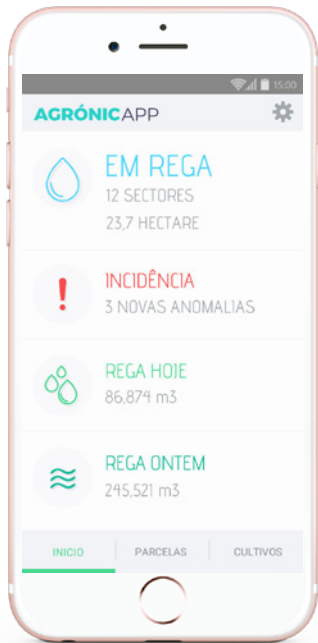 15:00
AGRÓNICAPP
EM REGA
12 SECTORES
23,7 HECTARE
INCIDÊNCIA
3 NOVAS ANOMALIAS
REGA HOJE
86,874 m3
REGA ONTEM
245,521 m3
INICIO PARCELAS CULTIVOS